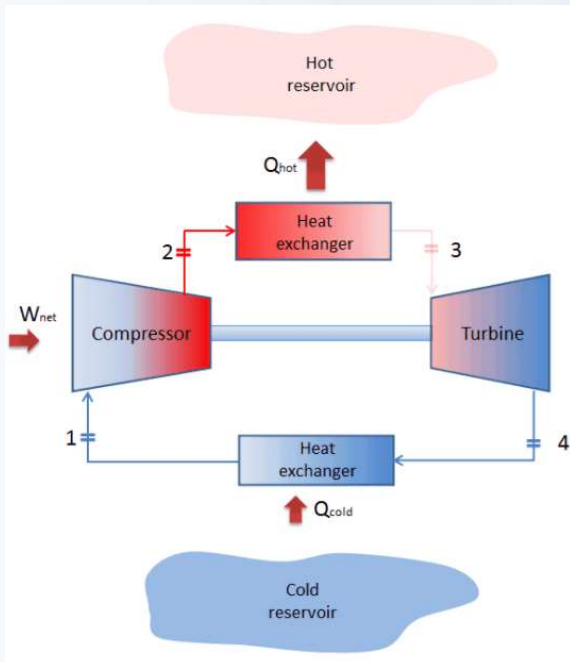 Hot
reservoir
Qhot
Heat
exchanger
2
3
Wnet
Compressor
Turbine
1
Heat
exchanger
4
Qcold
Cold
reservoir